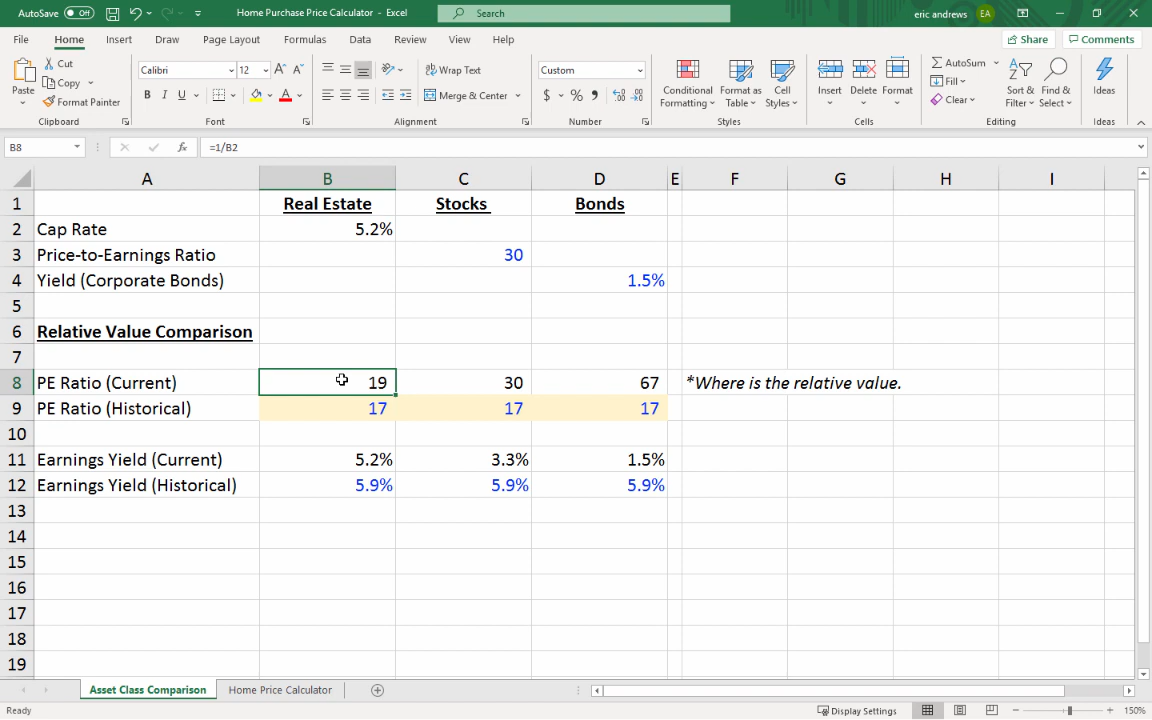 AutoSave Off Home Purchase Price Calculator - Excel Search eric andrews EA
File Home Insert Draw Page Layout Formulas Data Review View Help Share Comments
Paste Cut Copy Format Painter Clipboard
Calibri 12 A A B I U A Font
Wrap Text Merge & Center Alignment
Custom $ % , Number
Conditional Formatting Format as Table Cell Styles Styles
Insert Delete Format Cells
AutoSum Fill Clear Sort & Filter Find & Select Editing
Ideas Ideas
B8 fx =1/B2
A B C D E F G H I
1 Real Estate Stocks Bonds
2 Cap Rate 5.2%
3 Price-to-Earnings Ratio 30
4 Yield (Corporate Bonds) 1.5%
5
6 Relative Value Comparison
7
8 PE Ratio (Current) 19 30 67 *Where is the relative value.
9 PE Ratio (Historical) 17 17 17
10
11 Earnings Yield (Current) 5.2% 3.3% 1.5%
12 Earnings Yield (Historical) 5.9% 5.9% 5.9%
13
14
15
16
17
18
19
Asset Class Comparison Home Price Calculator
Ready Display Settings 150%